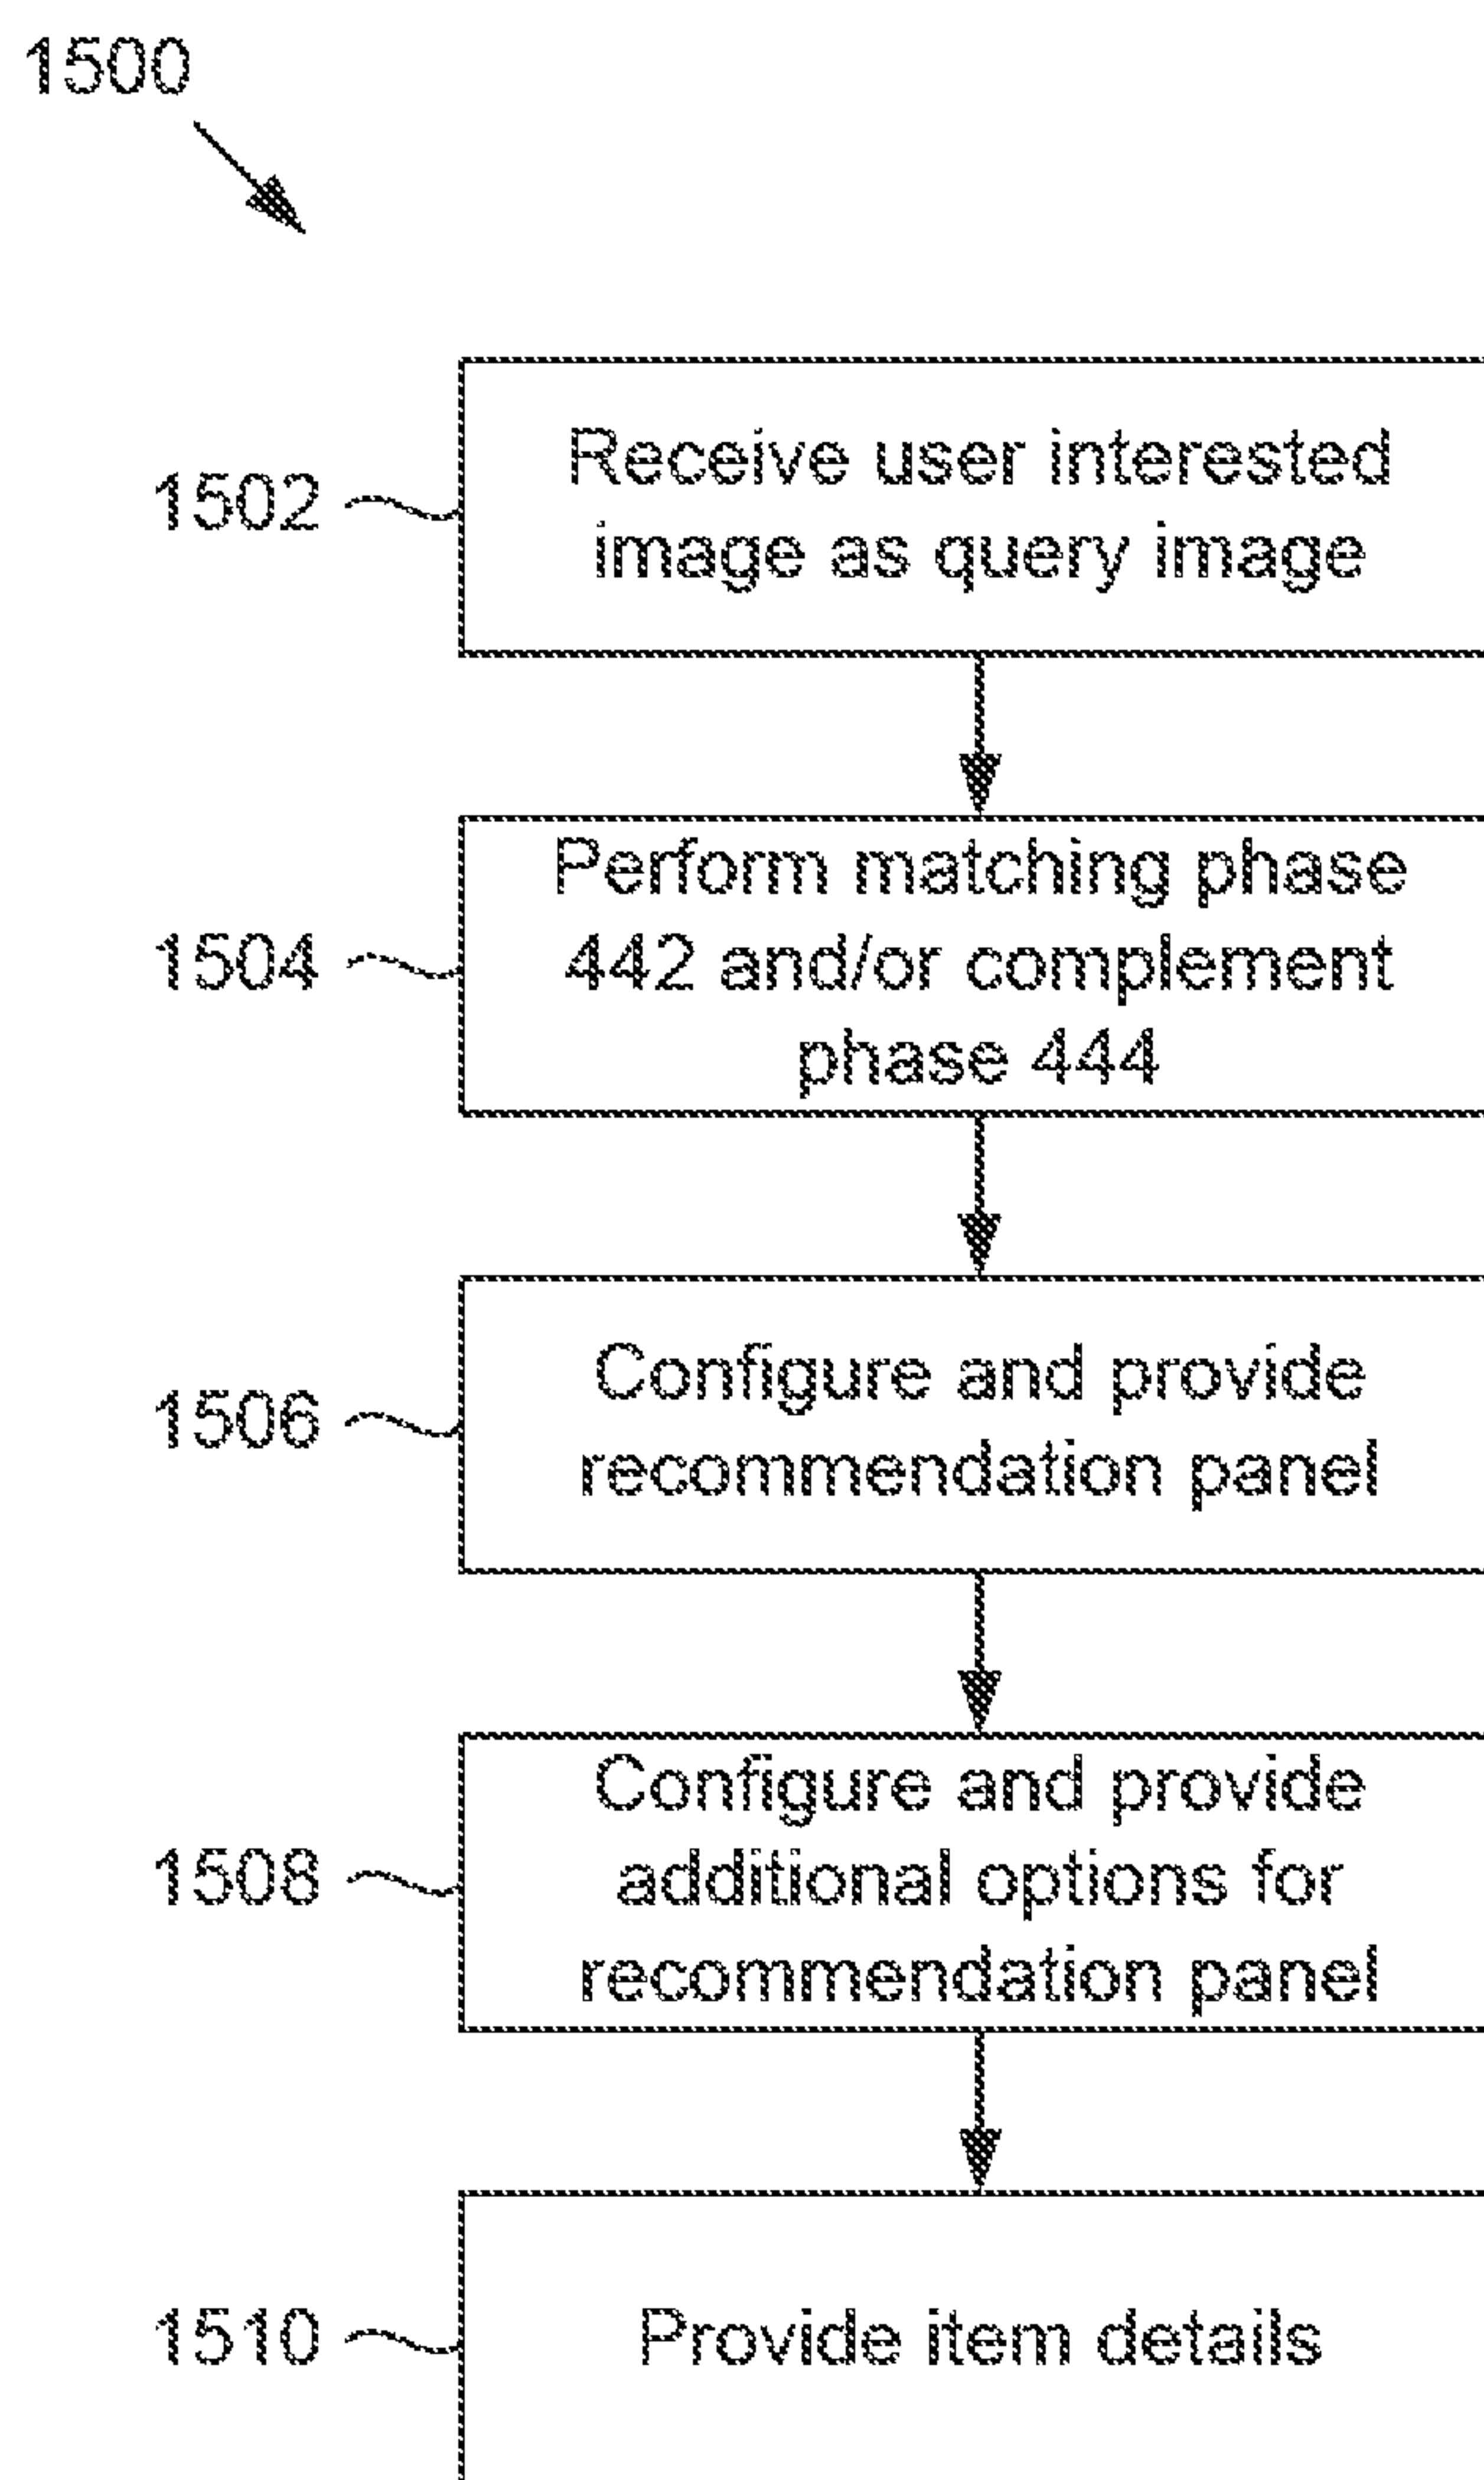 1500
1502
Receive user interested
image as query image
1504
Perform matching phase
442 and/or complement
phase 444
1506
Configure and provide
recommendation panel
1508
Configure and provide
additional options for
recommendation panel
1510
Provide item details